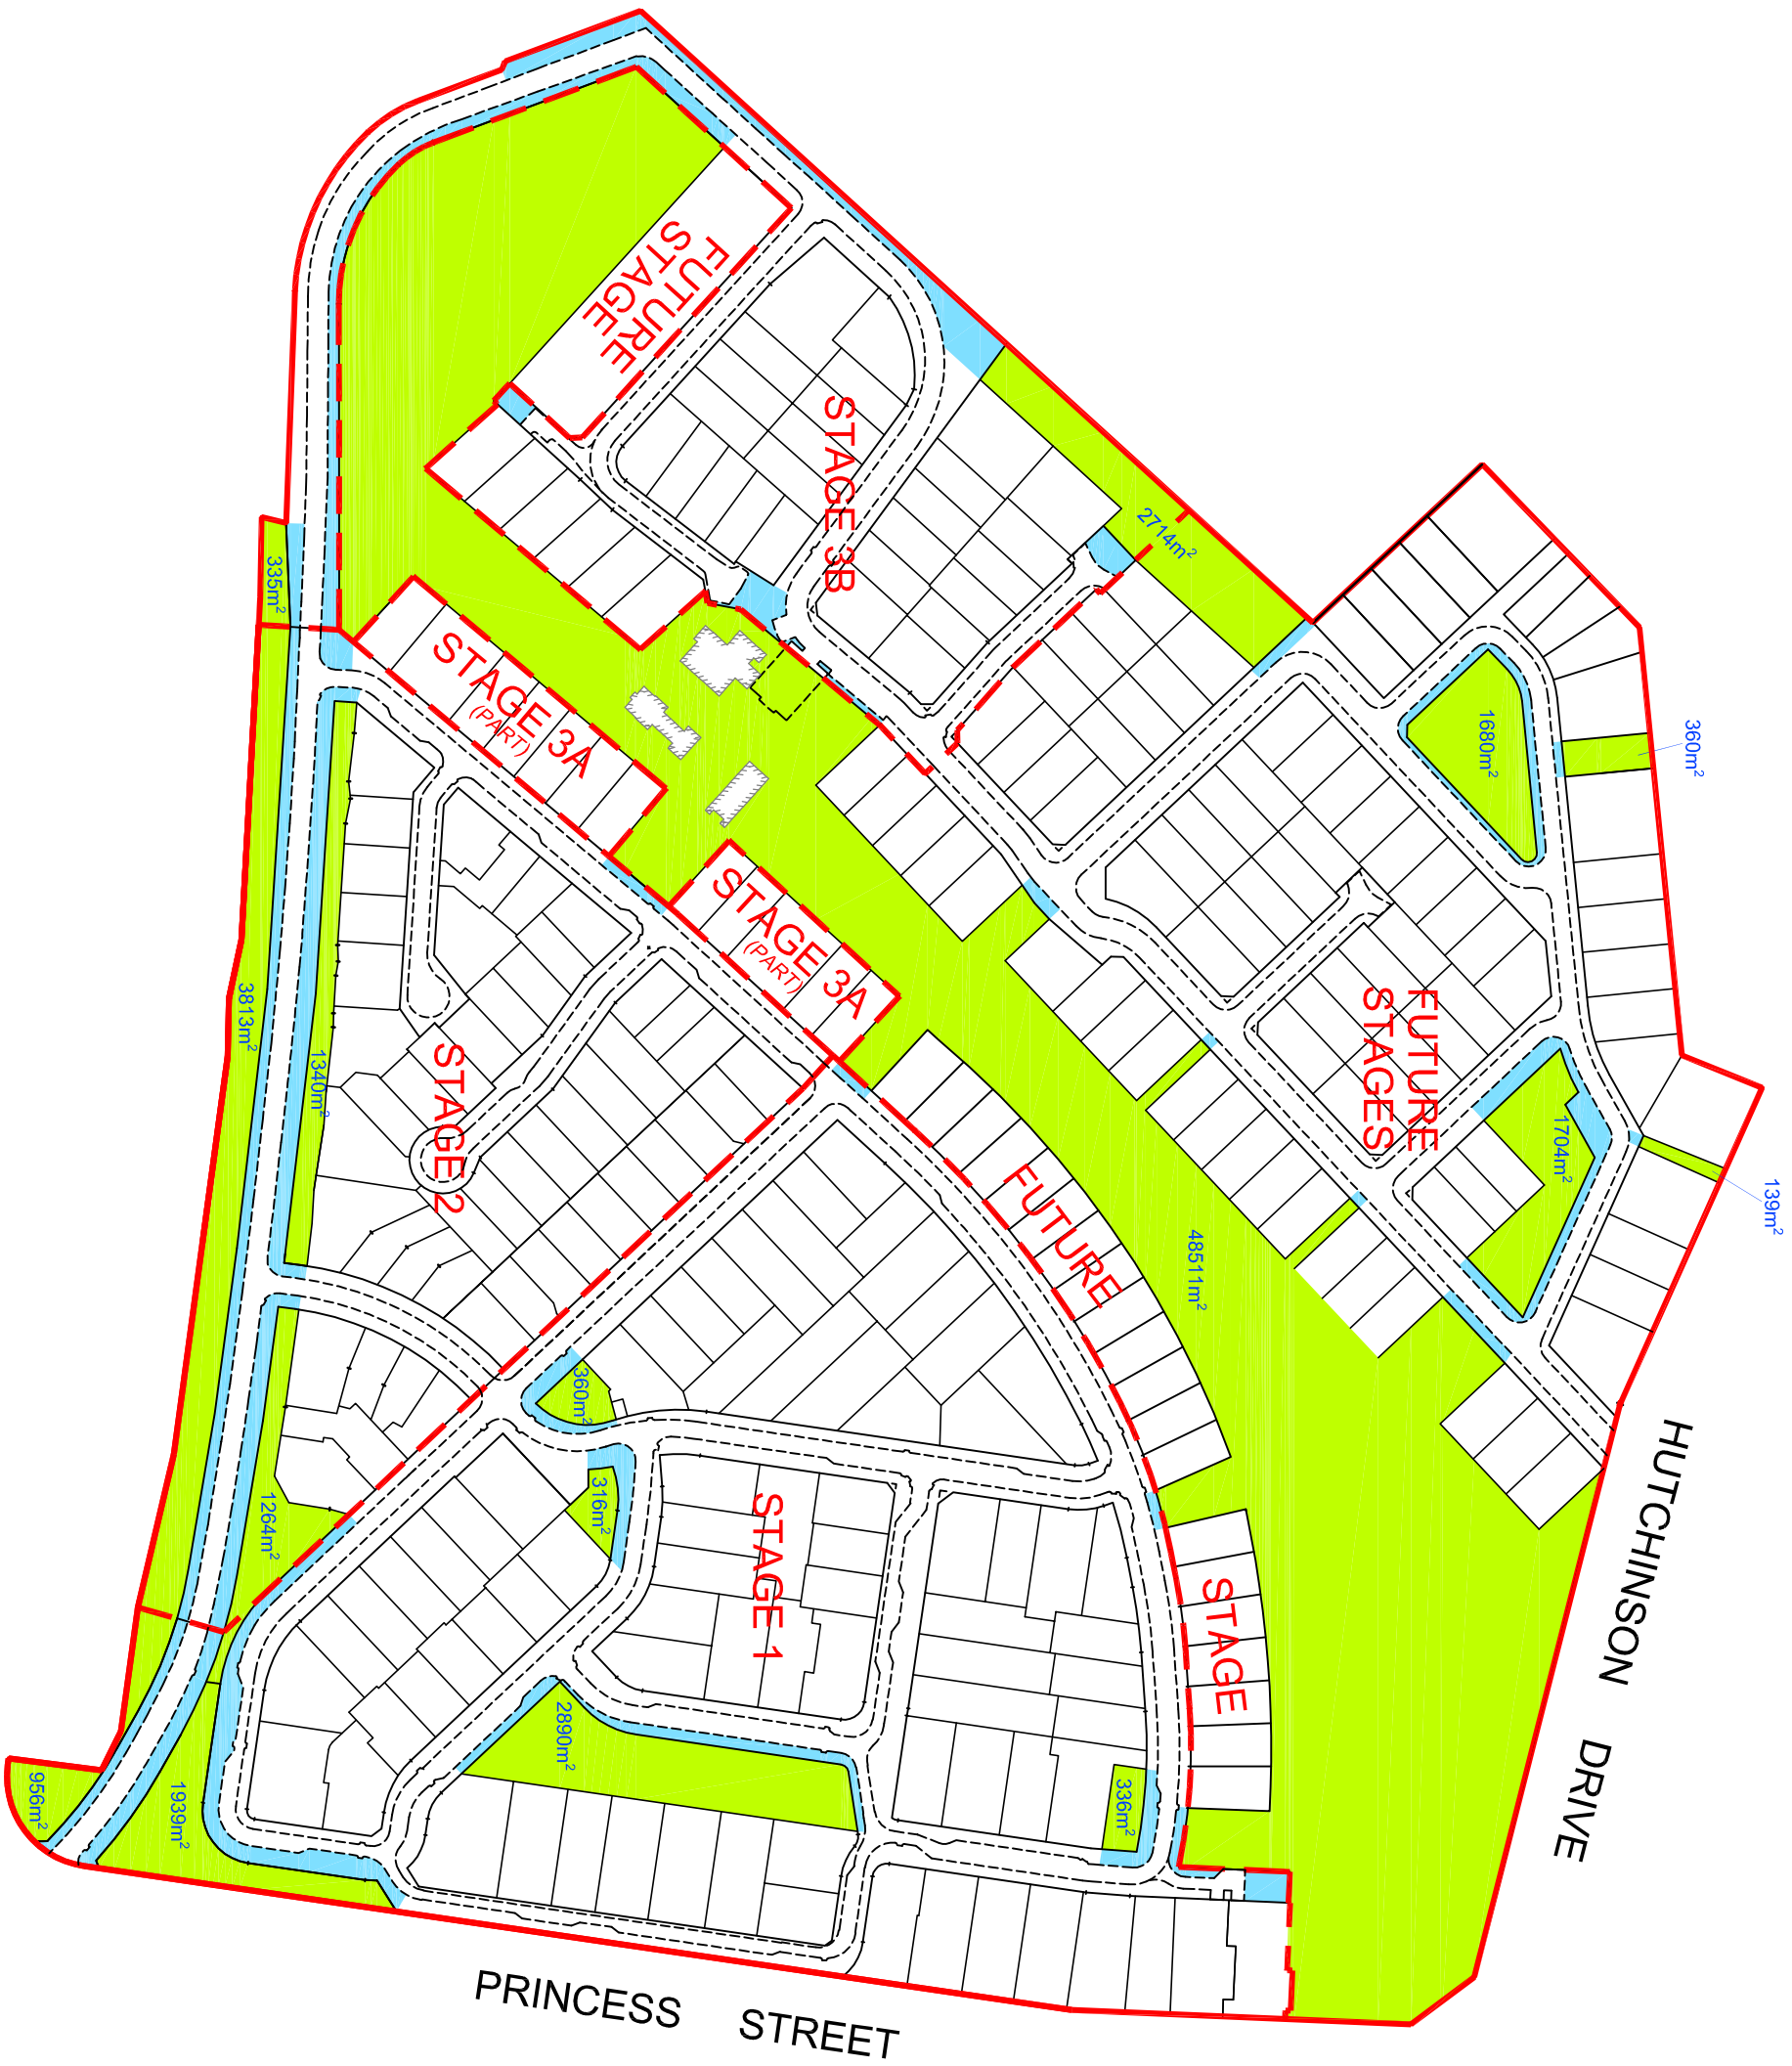 FUTURE
STAGE
STAGE 3B
2714m²
335m²
STAGE 3A
(PART)
1680m²
360m²
STAGE 3A
(PART)
FUTURE
STAGES
3813m²
1340m²
STAGE 2
1704m²
139m²
FUTURE
48511m²
360m²
316m²
1264m²
STAGE 1
STAGE
HUTCHINSON DRIVE
2890m²
336m²
956m²
1939m²
PRINCESS STREET